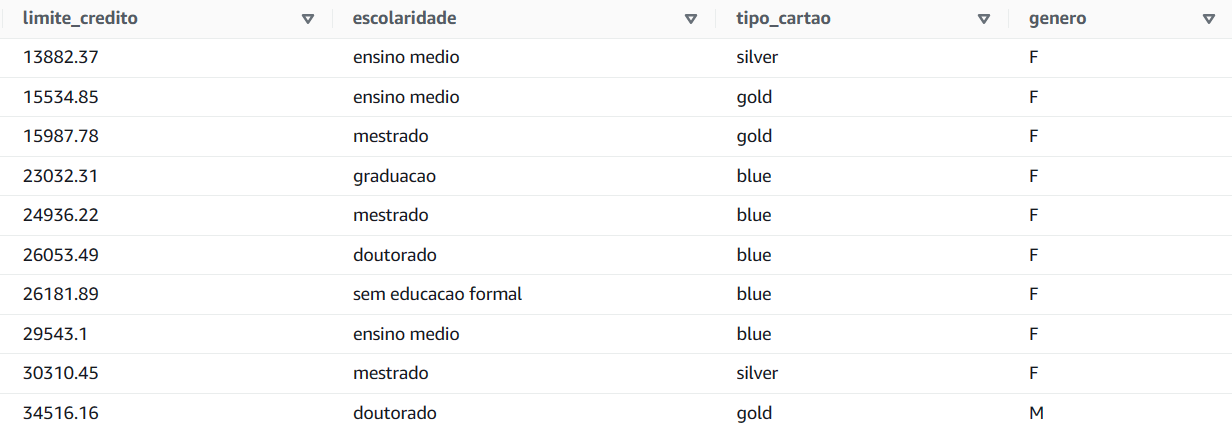 limite_credito escolaridade tipo_cartao genero
13882.37 ensino medio silver F
15534.85 ensino medio gold F
15987.78 mestrado gold F
23032.31 graduacao blue F
24936.22 mestrado blue F
26053.49 doutorado blue F
26181.89 sem educacao formal blue F
29543.1 ensino medio blue F
30310.45 mestrado silver F
34516.16 doutorado gold M